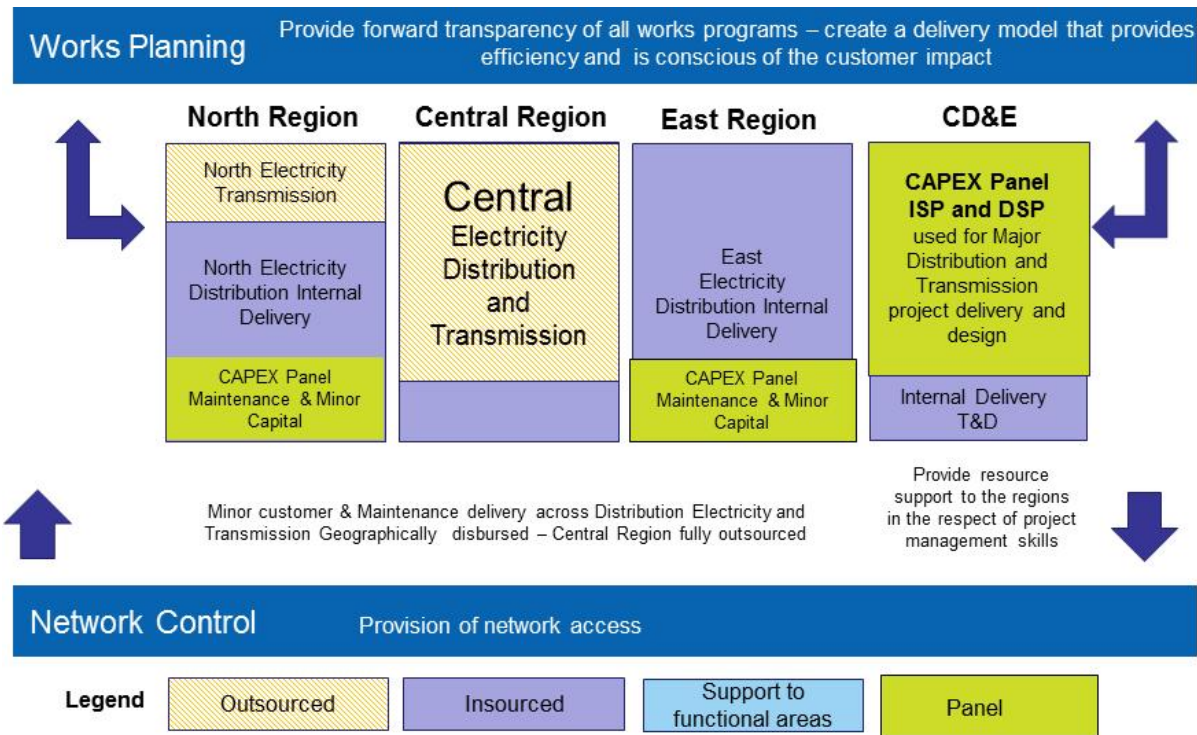 Works Planning
Provide forward transparency of all works programs – create a delivery model that provides
efficiency and is conscious of the customer impact
North Region
Central Region
East Region
CD&E
North Electricity
Transmission
North Electricity
Distribution Internal
Delivery
CAPEX Panel
Maintenance & Minor
Capital
Central
Electricity
Distribution
and
Transmission
East
Electricity
Distribution Internal
Delivery
CAPEX Panel
Maintenance & Minor
Capital
CAPEX Panel
ISP and DSP
used for Major
Distribution and
Transmission
project delivery and
design
Internal Delivery
T&D
Minor customer & Maintenance delivery across Distribution Electricity and
Transmission Geographically disbursed – Central Region fully outsourced
Provide resource
support to the regions
in the respect of project
management skills
Network Control
Provision of network access
Legend
Outsourced
Insourced
Support to
functional areas
Panel